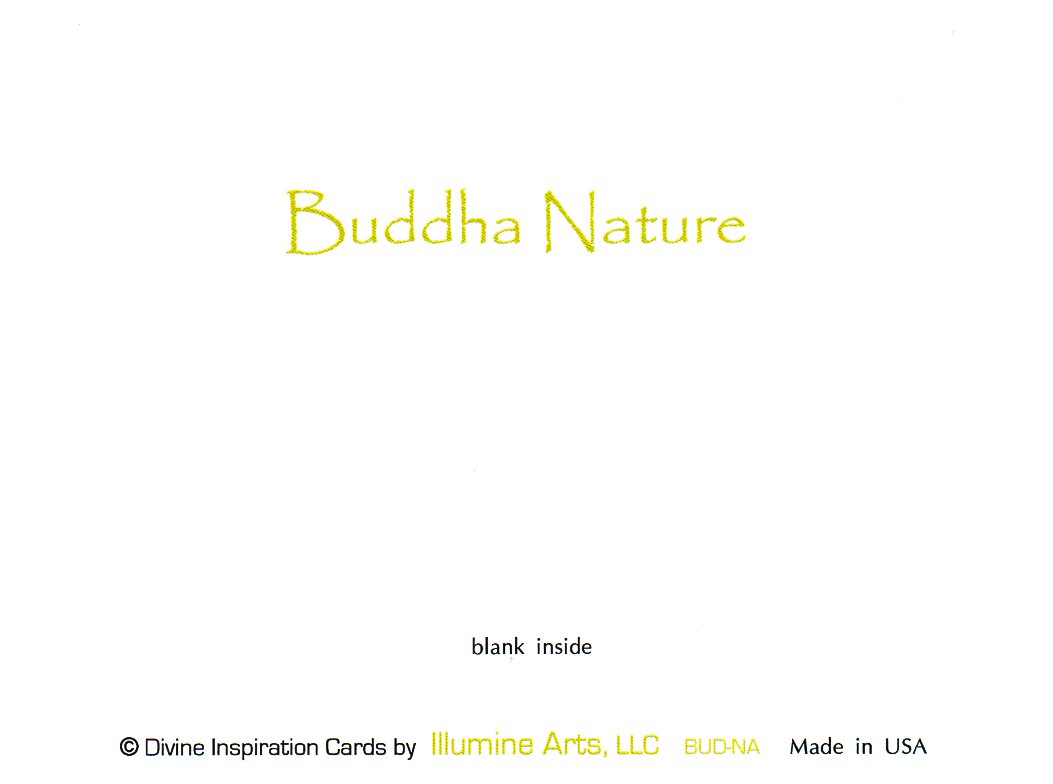 Buddha Nature
blank inside
© Divine Inspiration Cards by Illumine Arts, LLC BUD-NA Made in USA